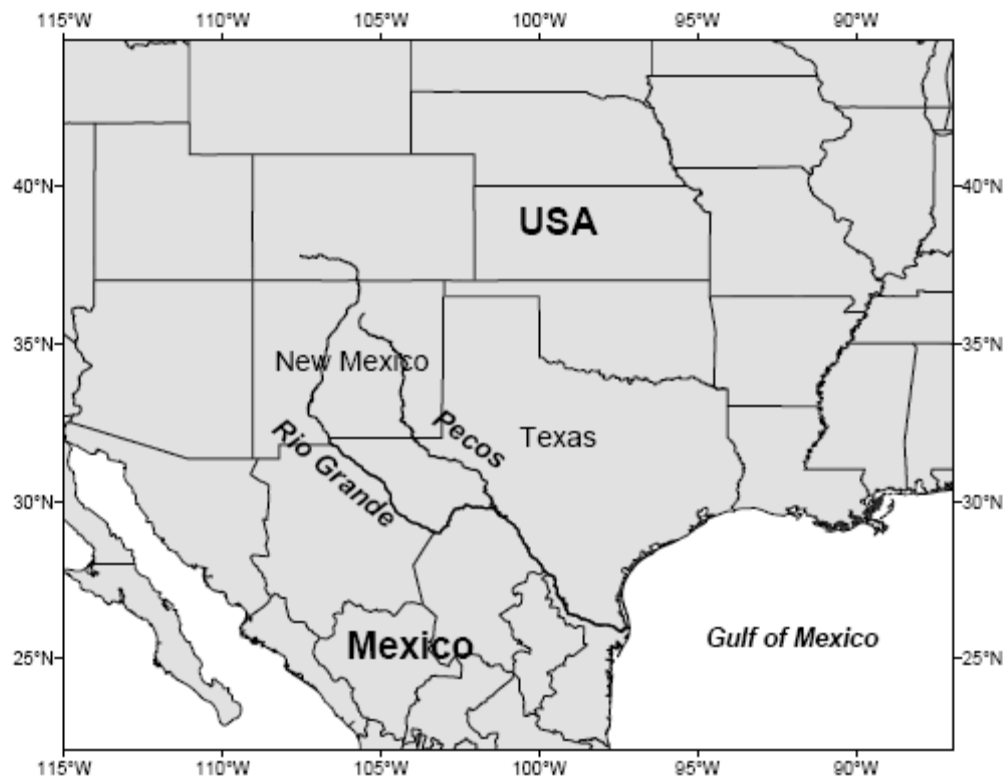 115°W 110°W 105°W 100°W 95°W 90°W
40°N 40°N
USA
35°N 35°N
New Mexico
Pecos
Texas
Rio Grande
30°N 30°N
Gulf of Mexico
Mexico
25°N 25°N
115°W 110°W 105°W 100°W 95°W 90°W